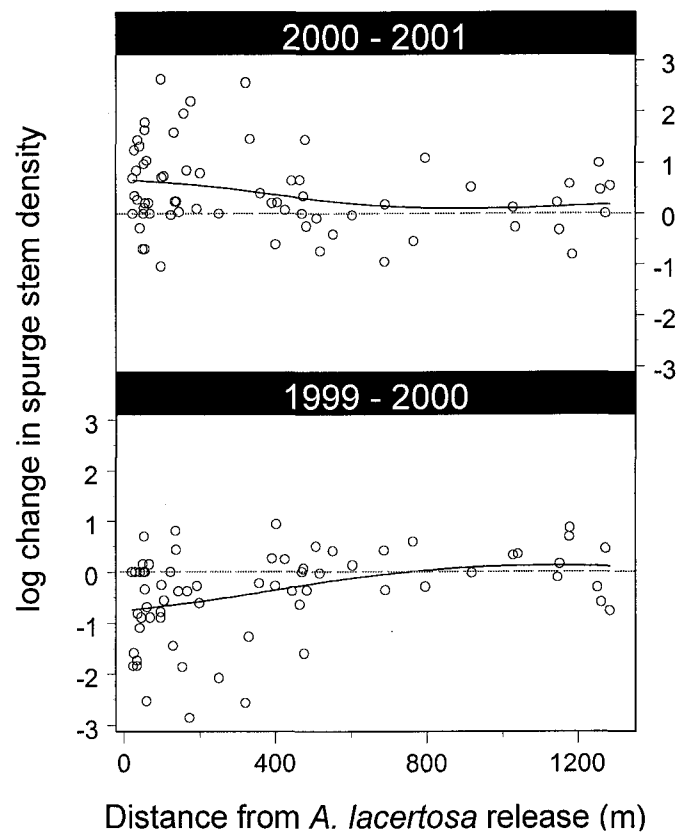 2000 - 2001
3
2
1
0
-1
-2
-3
log change in spurge stem density
1999 - 2000
3
2
1
0
-1
-2
-3
0 400 800 1200
Distance from A. lacertosa release (m)